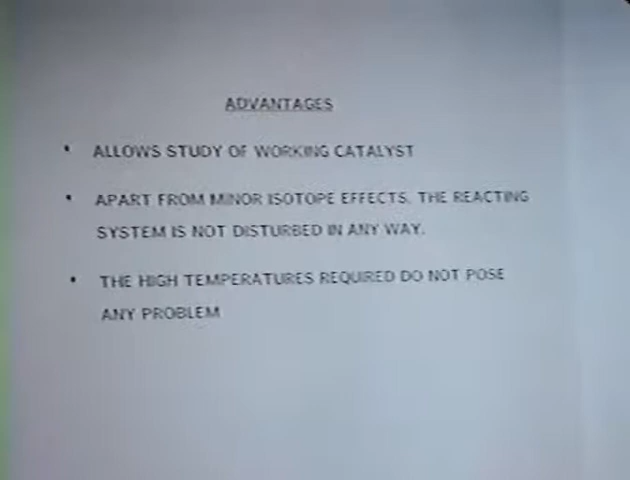 ADVANTAGES
• ALLOWS STUDY OF WORKING CATALYST
• APART FROM MINOR ISOTOPE EFFECTS, THE REACTING
SYSTEM IS NOT DISTURBED IN ANY WAY.
• THE HIGH TEMPERATURES REQUIRED DO NOT POSE
ANY PROBLEM